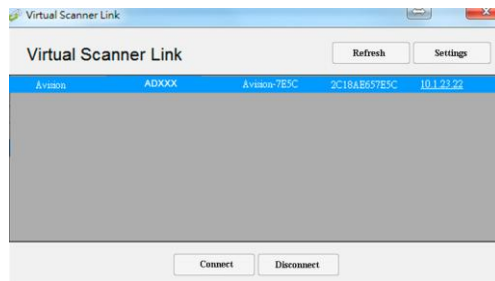 Virtual Scanner Link
Virtual Scanner Link Refresh Settings
Avision ADXXX Avision-7E5C 2C18AE657E5C 10.1.23.22
Connect Disconnect